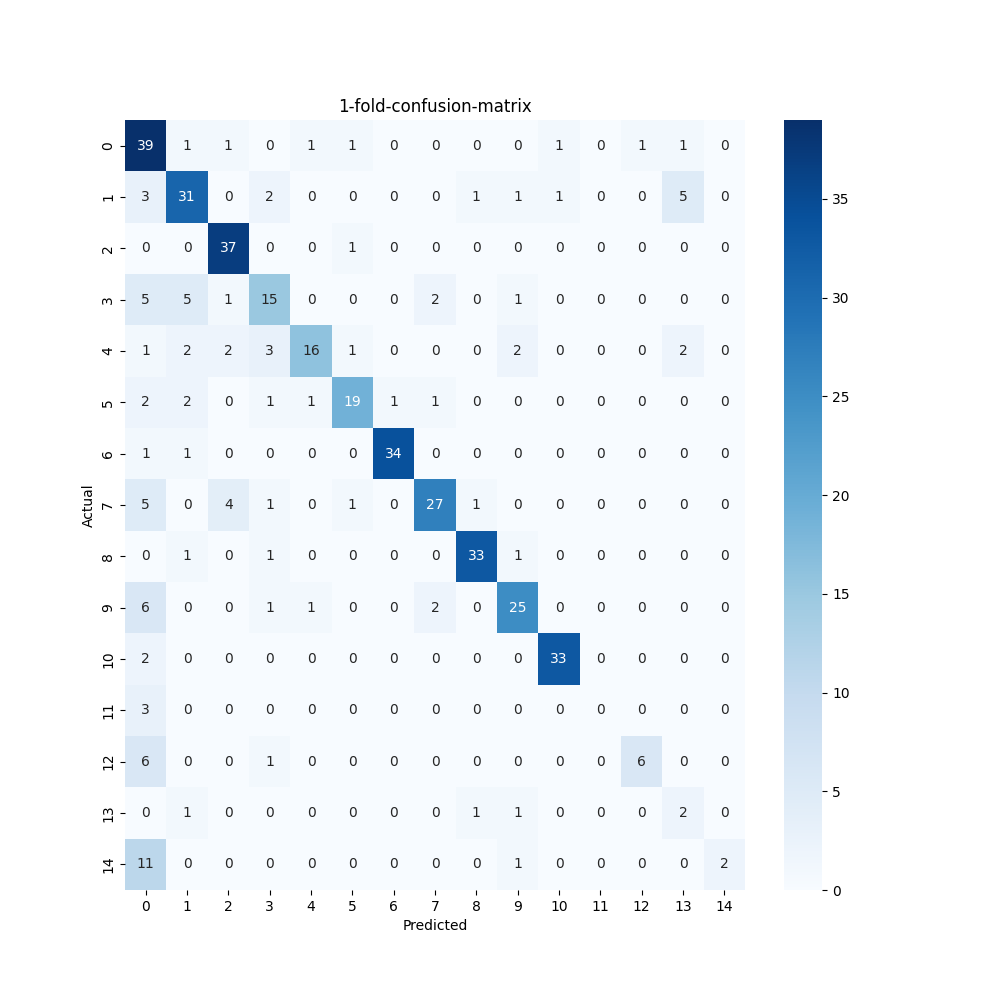 1-fold-confusion-matrix
0 39 1 1 0 1 1 0 0 0 0 1 0 1 1 0
1 3 31 0 2 0 0 0 0 1 1 1 0 0 5 0
2 0 0 37 0 0 1 0 0 0 0 0 0 0 0 0
3 5 5 1 15 0 0 0 2 0 1 0 0 0 0 0
4 1 2 2 3 16 1 0 0 0 2 0 0 0 2 0
5 2 2 0 1 1 19 1 1 0 0 0 0 0 0 0
6 1 1 0 0 0 0 34 0 0 0 0 0 0 0 0
7 5 0 4 1 0 1 0 27 1 0 0 0 0 0 0
8 0 1 0 1 0 0 0 0 33 1 0 0 0 0 0
9 6 0 0 1 1 0 0 2 0 25 0 0 0 0 0
10 2 0 0 0 0 0 0 0 0 0 33 0 0 0 0
11 3 0 0 0 0 0 0 0 0 0 0 0 0 0 0
12 6 0 0 1 0 0 0 0 0 0 0 0 6 0 0
13 0 1 0 0 0 0 0 0 1 1 0 0 0 2 0
14 11 0 0 0 0 0 0 0 0 1 0 0 0 0 2
0 1 2 3 4 5 6 7 8 9 10 11 12 13 14
Predicted
Actual
35
30
25
20
15
10
5
0